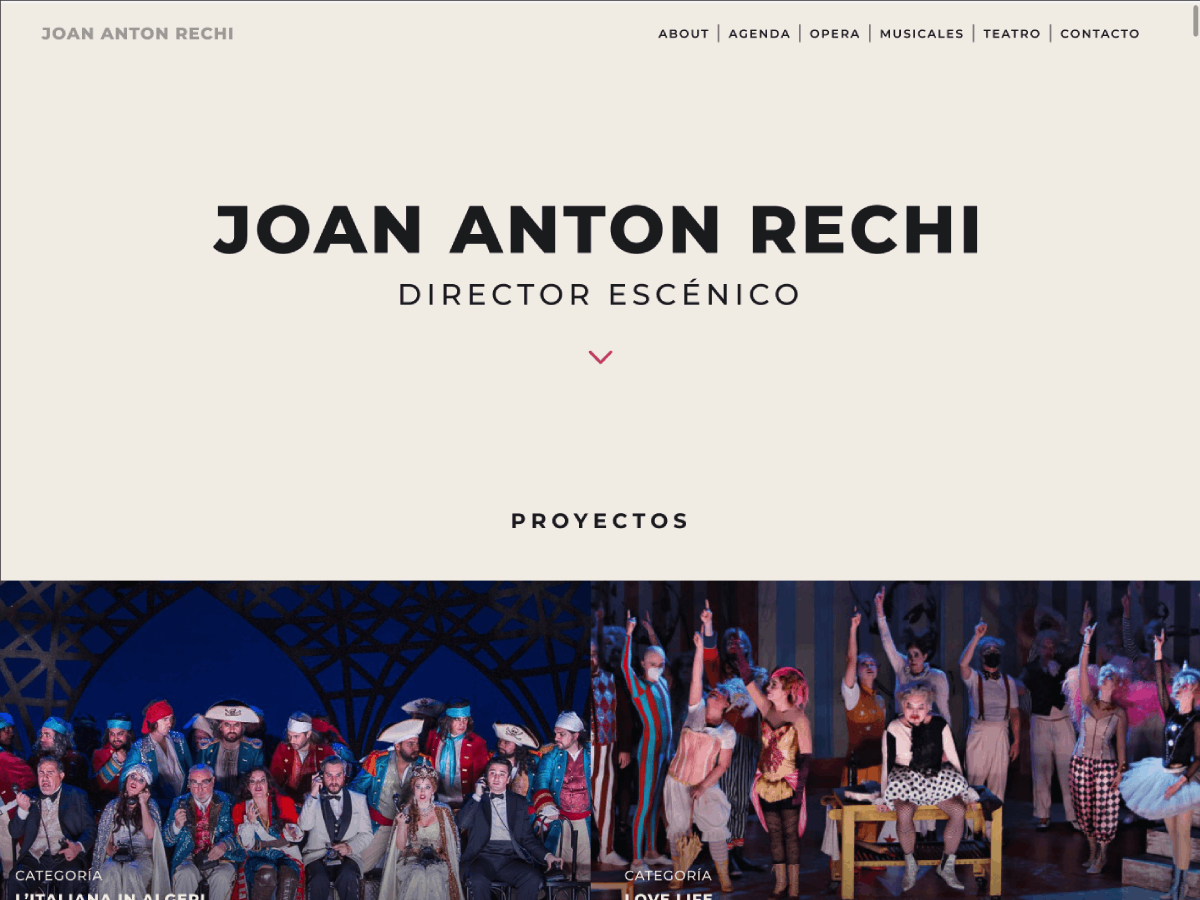 JOAN ANTON RECHI
ABOUT | AGENDA | OPERA | MUSICALES | TEATRO | CONTACTO
JOAN ANTON RECHI
DIRECTOR ESCÉNICO
PROYECTOS
CATEGORÍA
L'ITALIANA IN ALGERI
CATEGORÍA
LOVE LIFE